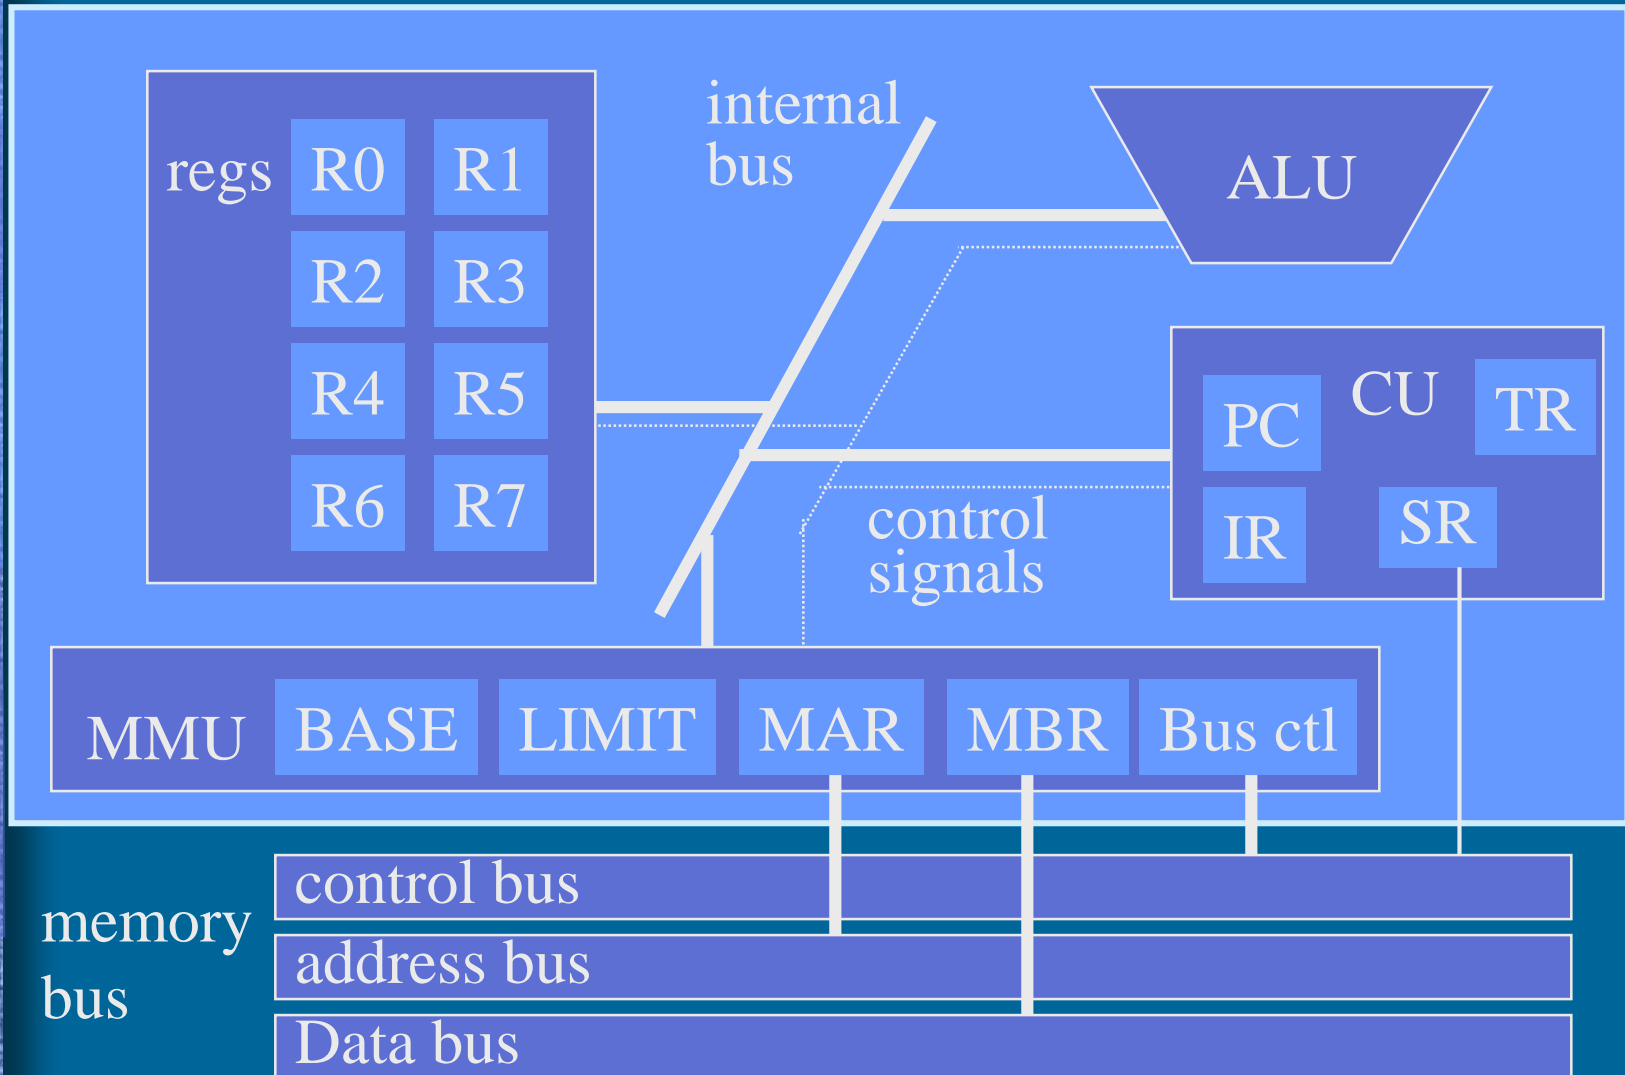 internal
bus
ALU
regs
R0 R1
R2 R3
R4 R5
R6 R7
PC
CU
TR
IR
SR
control
signals
MMU
BASE
LIMIT
MAR
MBR
Bus ctl
memory
bus
control bus
address bus
Data bus